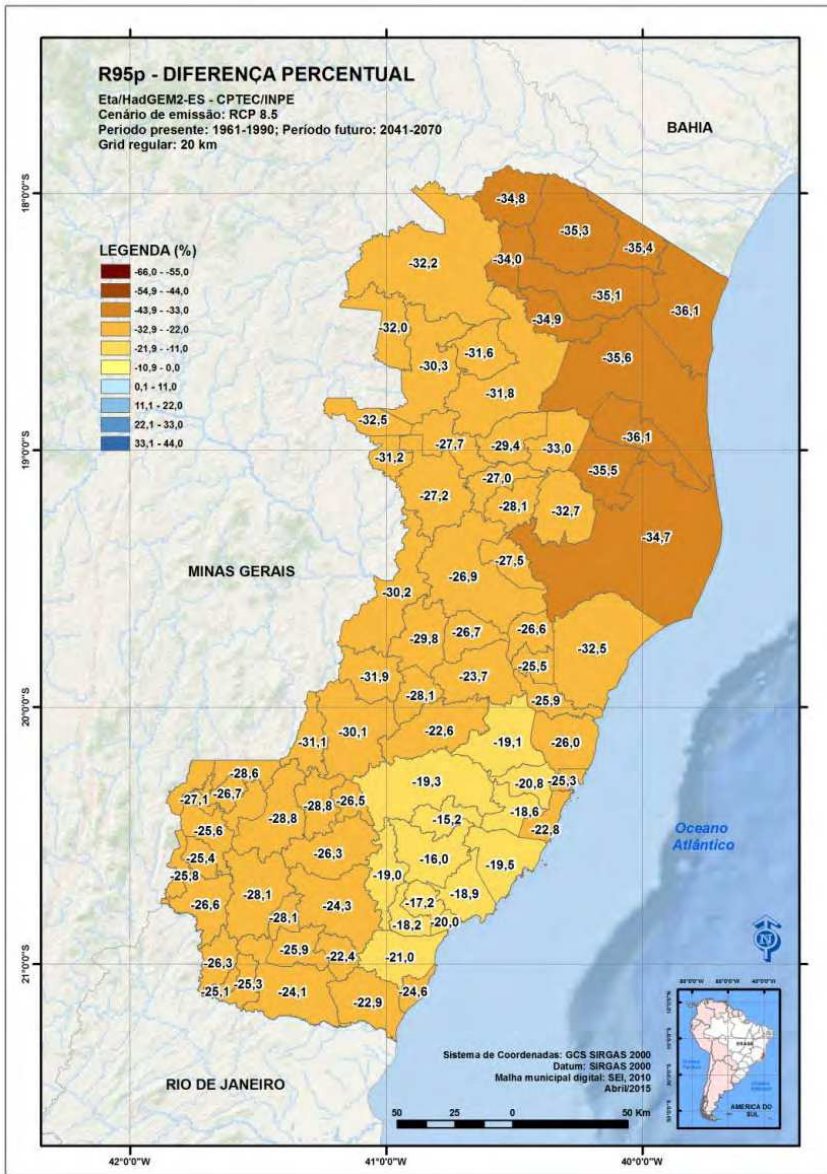 R95p - DIFERENÇA PERCENTUAL
Eta/HadGEM2-ES - CPTEC/INPE
Cenário de emissão: RCP 8.5
Periodo presente: 1961-1990; Período futuro: 2041-2070
Grid regular: 20 km
BAHIA
18°0'0"S
LEGENDA (%)
-66,0 - -55,0
-54,9 - -44,0
-43,9 - -33,0
-32,9 - -22,0
-21,9 - -11,0
-10,9 - 0,0
0,1 - 11,0
11,1 - 22,0
22,1 - 33,0
33,1 - 44,0
-34,8
-35,3
-35,4
-32,2
-34,0
-35,1
-36,1
-32,0
-34,9
-31,6
-35,6
-30,3
-31,8
-32,5
19°0'0"S
-27,7
-29,4
-33,0
-36,1
-31,2
-35,5
-27,2
-27,0
-28,1
-32,7
-34,7
MINAS GERAIS
-27,5
-26,9
-30,2
-29,8
-26,7
-26,6
-32,5
-25,5
-31,9
-23,7
-28,1
-25,9
20°0'0"S
-31,1
-30,1
-22,6
-19,1
-26,0
-28,6
-19,3
-20,8
-25,3
-27,1
-26,7
-28,8
-26,5
-18,6
-28,8
-15,2
-22,8
-25,6
Oceano
Atlântico
-25,4
-26,3
-16,0
-19,5
-25,8
-19,0
-26,6
-28,1
-24,3
-17,2
-18,9
-28,1
-18,2
-20,0
N
-25,9
-22,4
-21,0
21°0'0"S
-26,3
-25,1
-25,3
-24,1
-22,9
-24,6
Sistema de Coordenadas: GCS SIRGAS 2000
Datum: SIRGAS 2000
Malha municipal digital: SEI, 2010
Abril/2015
RIO DE JANEIRO
50 25 0 50 Km
BRASIL
AMERICA DO
SUL
42°0'0"W
41°0'0"W
40°0'0"W